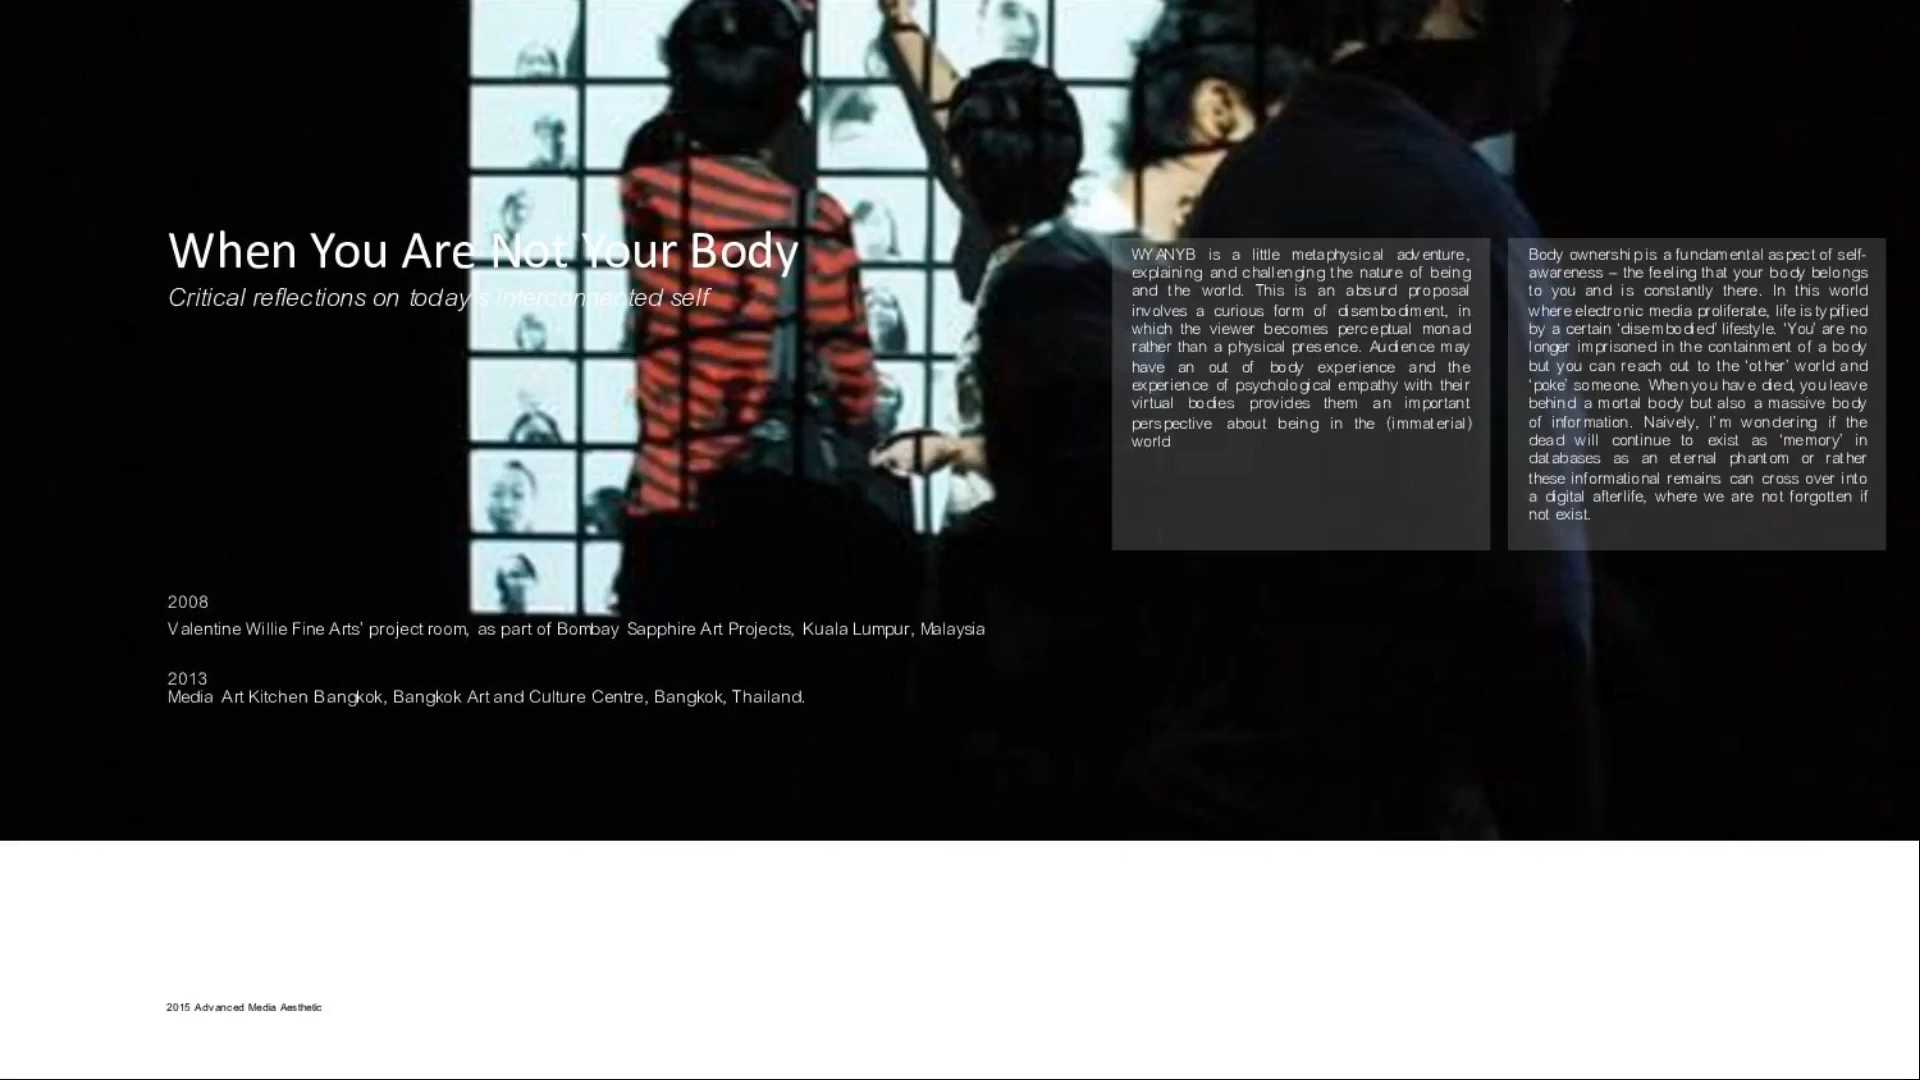 When You Are Not Your Body
Critical reflections on today's interconnected self
WYANYB is a little metaphysical adventure,
explaining and challenging the nature of being
and the world. This is an absurd proposal
involves a curious form of disembodiment, in
which the viewer becomes perceptual monad
rather than a physical presence. Audience may
have an out of body experience and the
experience of psychological empathy with their
virtual bodies provides them an important
perspective about being in the (immaterial)
world
Body ownership is a fundamental aspect of self-
awareness – the feeling that your body belongs
to you and is constantly there. In this world
where electronic media proliferate, life is typified
by a certain ‘disembodied’ lifestyle. ‘You’ are no
longer imprisoned in the containment of a body
but you can reach out to the ‘other’ world and
‘poke’ someone. When you have died, you leave
behind a mortal body but also a massive body
of information. Naively, I’m wondering if the
dead will continue to exist as ‘memory’ in
databases as an eternal phantom or rather
these informational remains can cross over into
a digital afterlife, where we are not forgotten if
not exist.
2008
Valentine Willie Fine Arts’ project room, as part of Bombay Sapphire Art Projects, Kuala Lumpur, Malaysia
2013
Media Art Kitchen Bangkok, Bangkok Art and Culture Centre, Bangkok, Thailand.
2015 Advanced Media Aesthetic